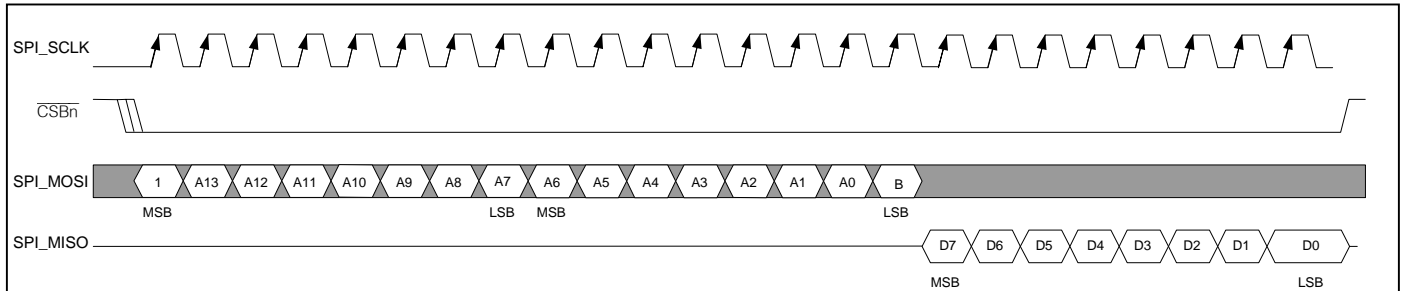 SPI_SCLK
CSBn
SPI_MOSI 1 A13 A12 A11 A10 A9 A8 A7 A6 A5 A4 A3 A2 A1 A0 B
MSB LSB MSB LSB
SPI_MISO D7 D6 D5 D4 D3 D2 D1 D0
MSB LSB